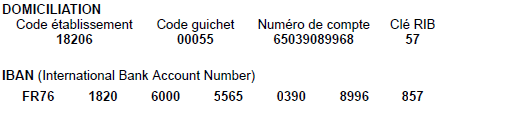 DOMICILIATION
Code établissement Code guichet Numéro de compte Clé RIB
18206 00055 65039089968 57
IBAN (International Bank Account Number)
FR76 1820 6000 5565 0390 8996 857